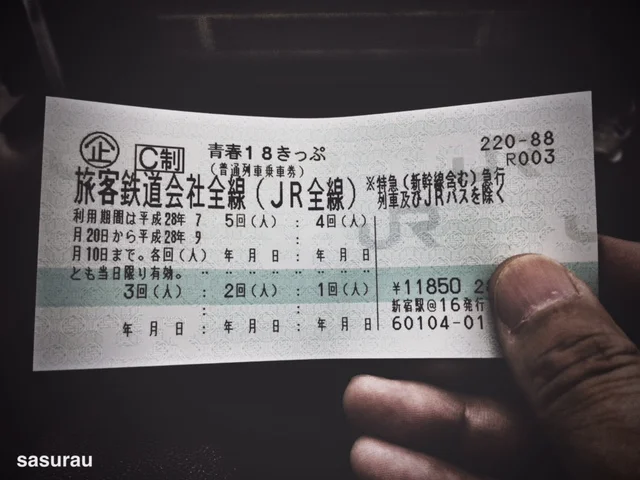 企 C制 青春18きっぷ
(普通列車乗車券)
220-88
R003
旅客鉄道会社全線(JR全線)
※特急(新幹線含む)急行
列車及びJRバスを除く
利用期間は平成28年7
月20日から平成28年9
月10日まで。各回(人)
とも当日限り有効。
5回(人) : 4回(人)
年 月 日 : 年 月 日
3回(人) : 2回(人) : 1回(人)
年 月 日 : 年 月 日 : 年 月 日
¥11850
新宿駅@16発行
60104-01
JR
sasurau